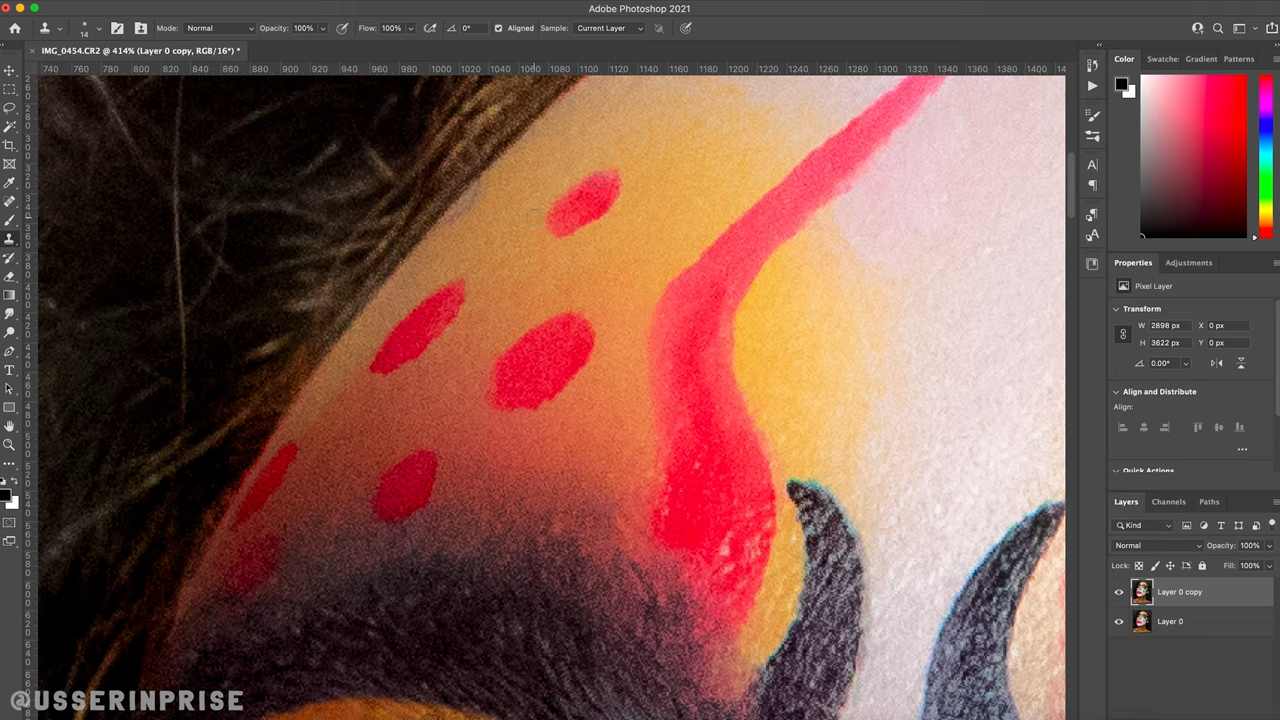 Adobe Photoshop 2021
14 Mode: Normal Opacity: 100% Flow: 100% 0° Aligned Sample: Current Layer
× IMG_0454.CR2 @ 414% (Layer 0 copy, RGB/16*) *
740 760 780 800 820 840 860 880 900 920 940 960 980 1000 1020 1040 1060 1080 1100 1120 1140 1160 1180 1200 1220 1240 1260 1280 1300 1320 1340 1360 1380 1400
Color Swatche: Gradient Patterns
Properties Adjustments
Pixel Layer
Transform
W 2898 px X 0 px
H 3622 px Y 0 px
0.00°
Align and Distribute
Align:
Quick Actions
Layers Channels Paths
Kind
Normal Opacity: 100%
Lock: Fill: 100%
Layer 0 copy
Layer 0
@USSERINPRISE